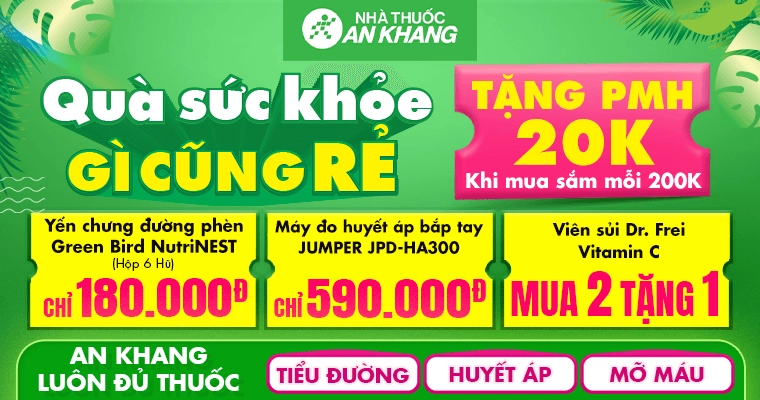 NHÀ THUỐC
AN KHANG
Quà sức khỏe
GÌ CŨNG RẺ
TẶNG PMH
20K
Khi mua sắm mỗi 200K
Yến chưng đường phèn
Green Bird NutriNEST
(Hộp 6 Hũ)
CHỈ 180.000Đ
Máy đo huyết áp bắp tay
JUMPER JPD-HA300
CHỈ 590.000Đ
Viên sủi Dr. Frei
Vitamin C
MUA 2 TẶNG 1
AN KHANG
LUÔN ĐỦ THUỐC
TIỂU ĐƯỜNG
HUYẾT ÁP
MỠ MÁU